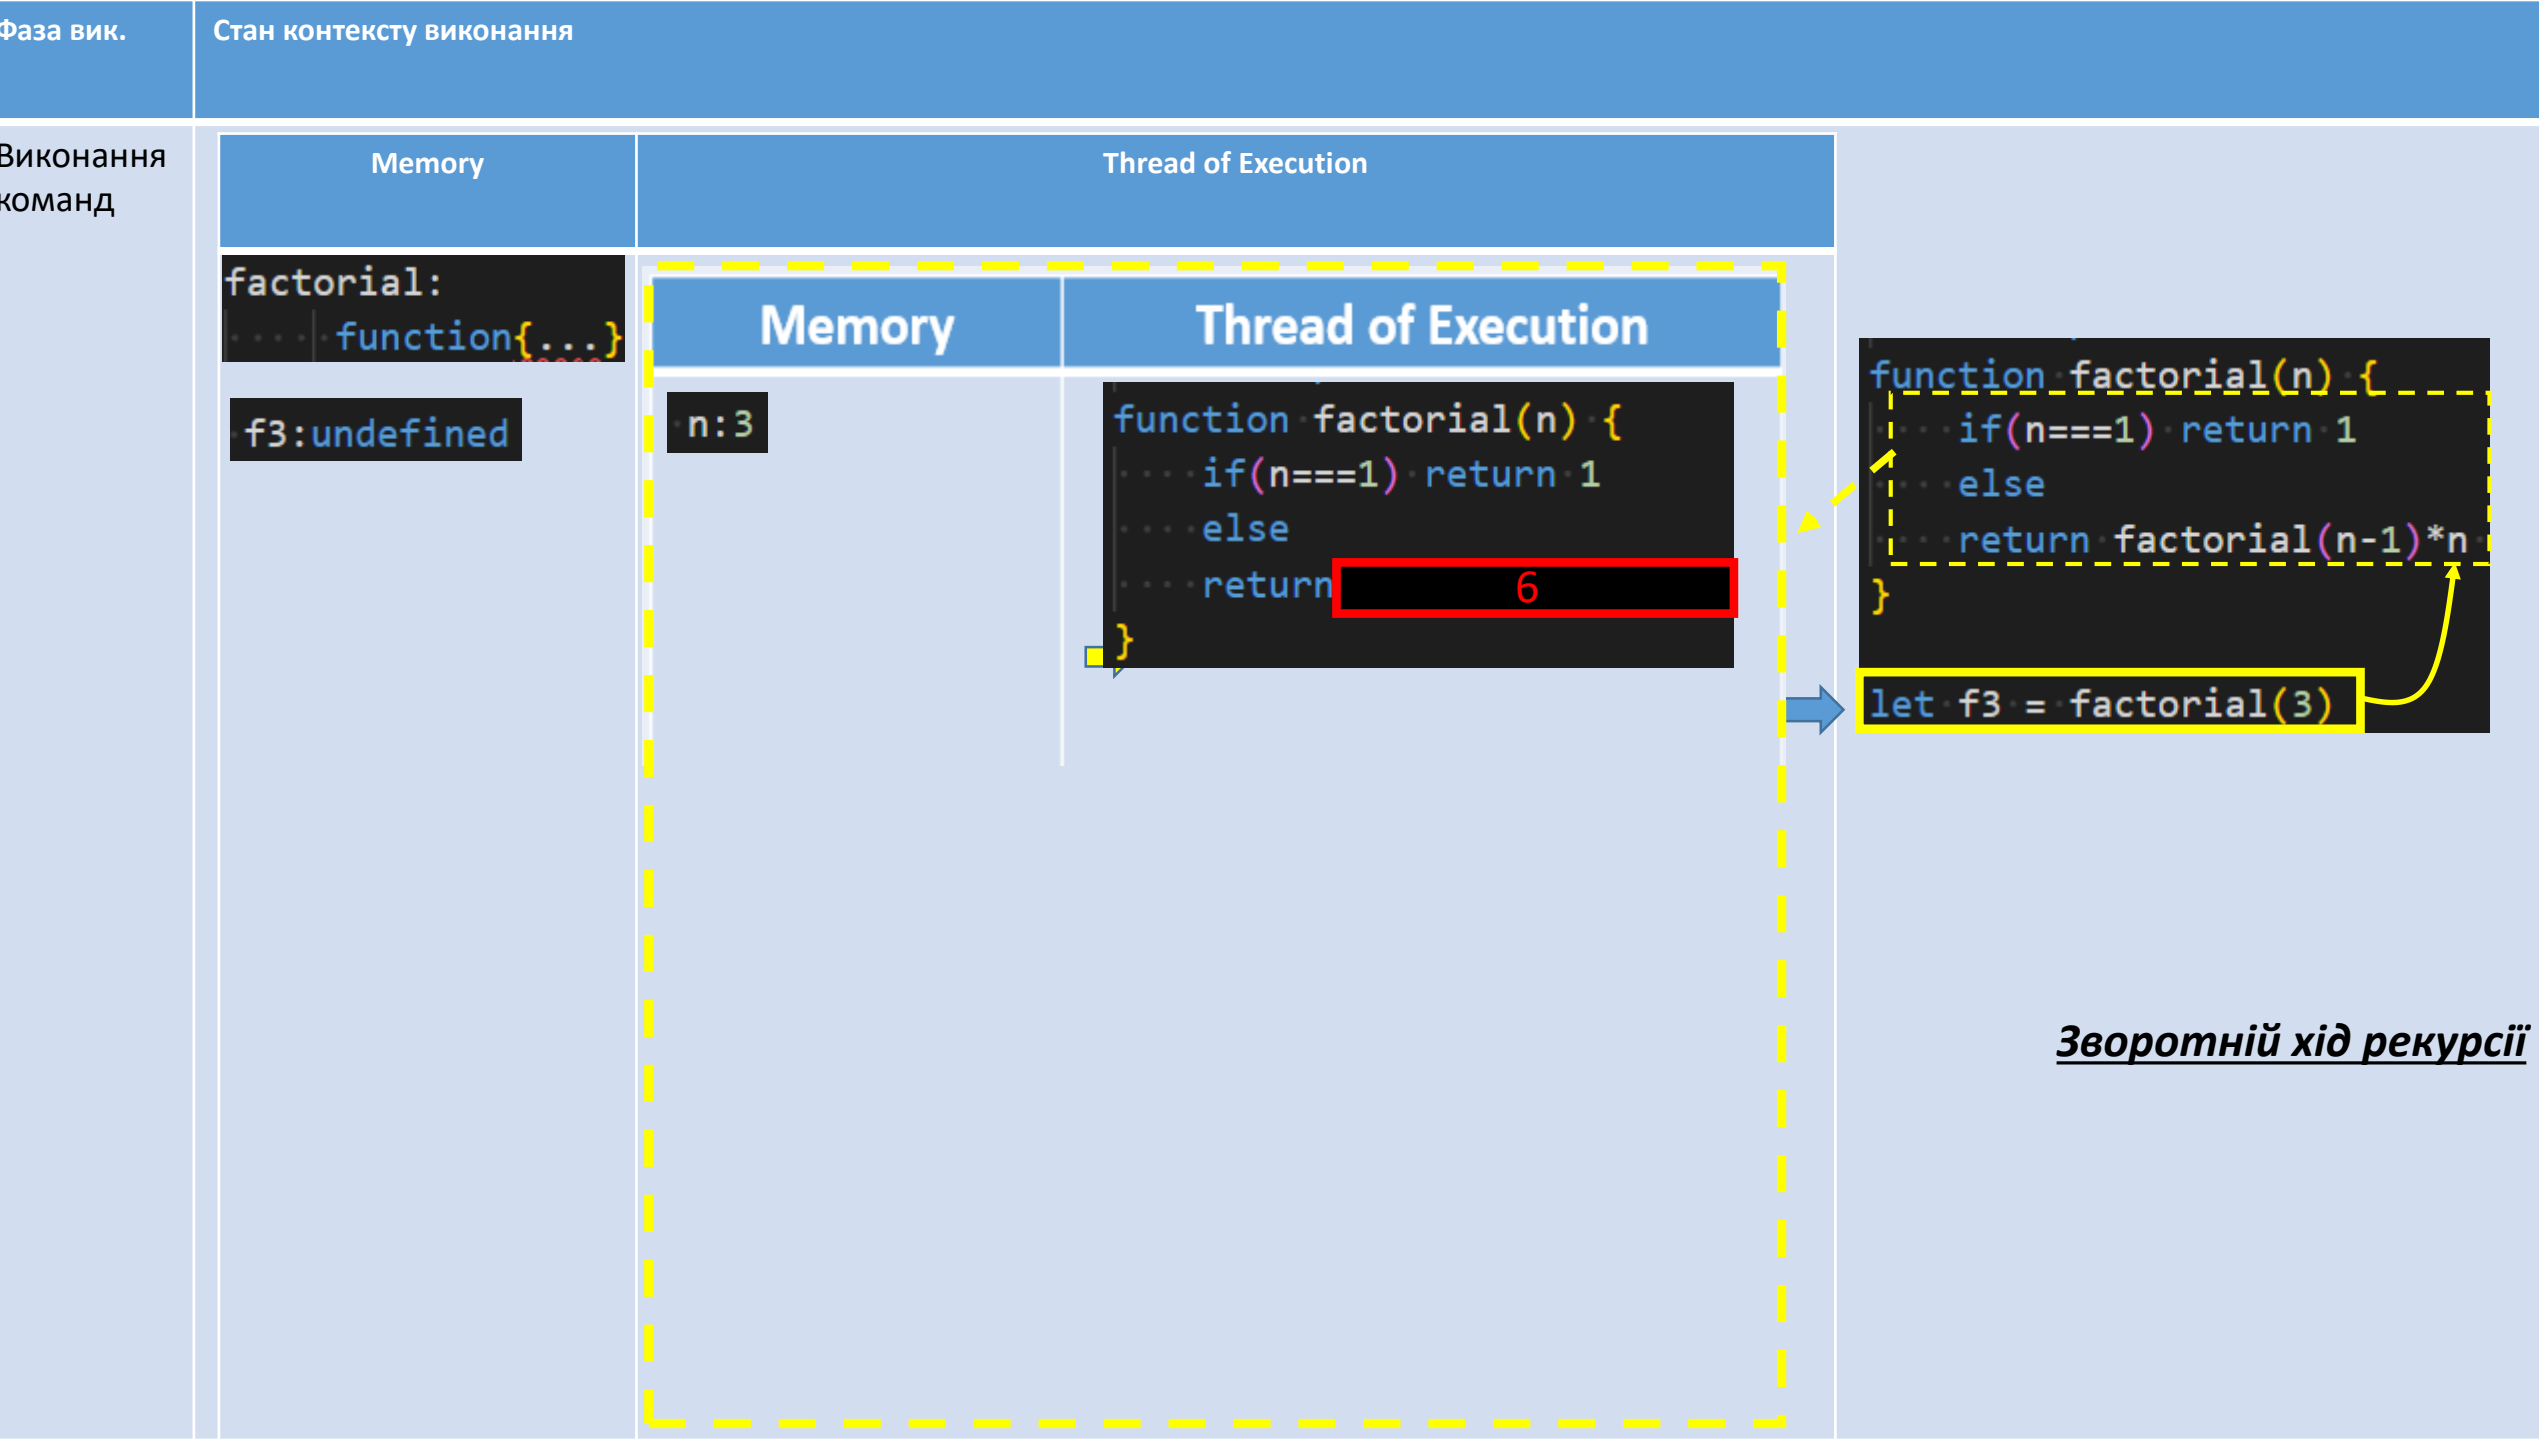 Фаза вик.
Стан контексту виконання
Виконання
команд
Memory
Thread of Execution
factorial:
function{...}
f3:undefined
Memory
Thread of Execution
n:3
function factorial(n) {
if(n===1) return 1
else
return 6
}
function factorial(n) {
if(n===1) return 1
else
return factorial(n-1)*n
}
let f3 = factorial(3)
Зворотній хід рекурсії